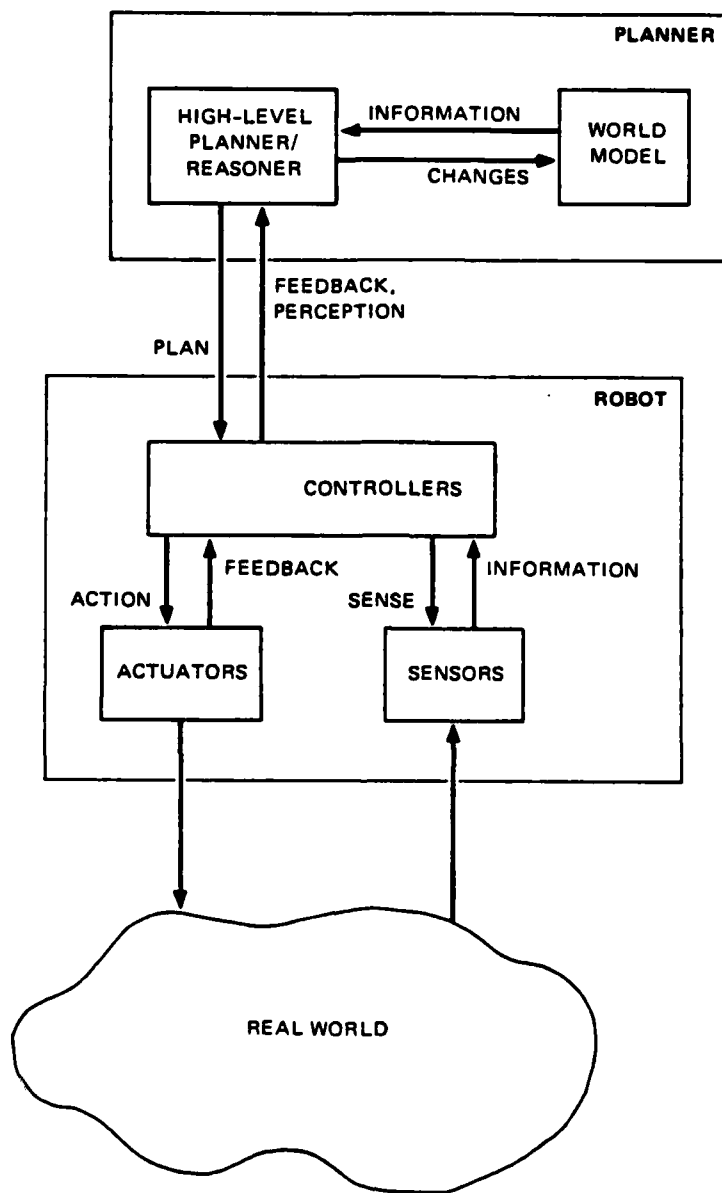 PLANNER
HIGH-LEVEL
PLANNER/
REASONER
INFORMATION
WORLD
MODEL
CHANGES
FEEDBACK,
PERCEPTION
PLAN
ROBOT
CONTROLLERS
FEEDBACK
INFORMATION
ACTION
SENSE
ACTUATORS
SENSORS
REAL WORLD